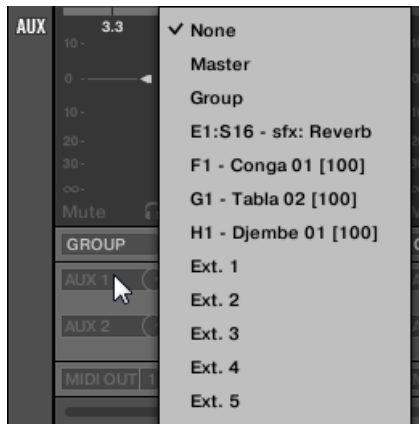 AUX
3.3
10 -
0 -
10 -
20 -
30 -
∞-
Mute
GROUP
AUX 1
AUX 2
MIDI OUT 1
✓ None
Master
Group
E1:S16 - sfx: Reverb
F1 - Conga 01 [100]
G1 - Tabla 02 [100]
H1 - Djembe 01 [100]
Ext. 1
Ext. 2
Ext. 3
Ext. 4
Ext. 5